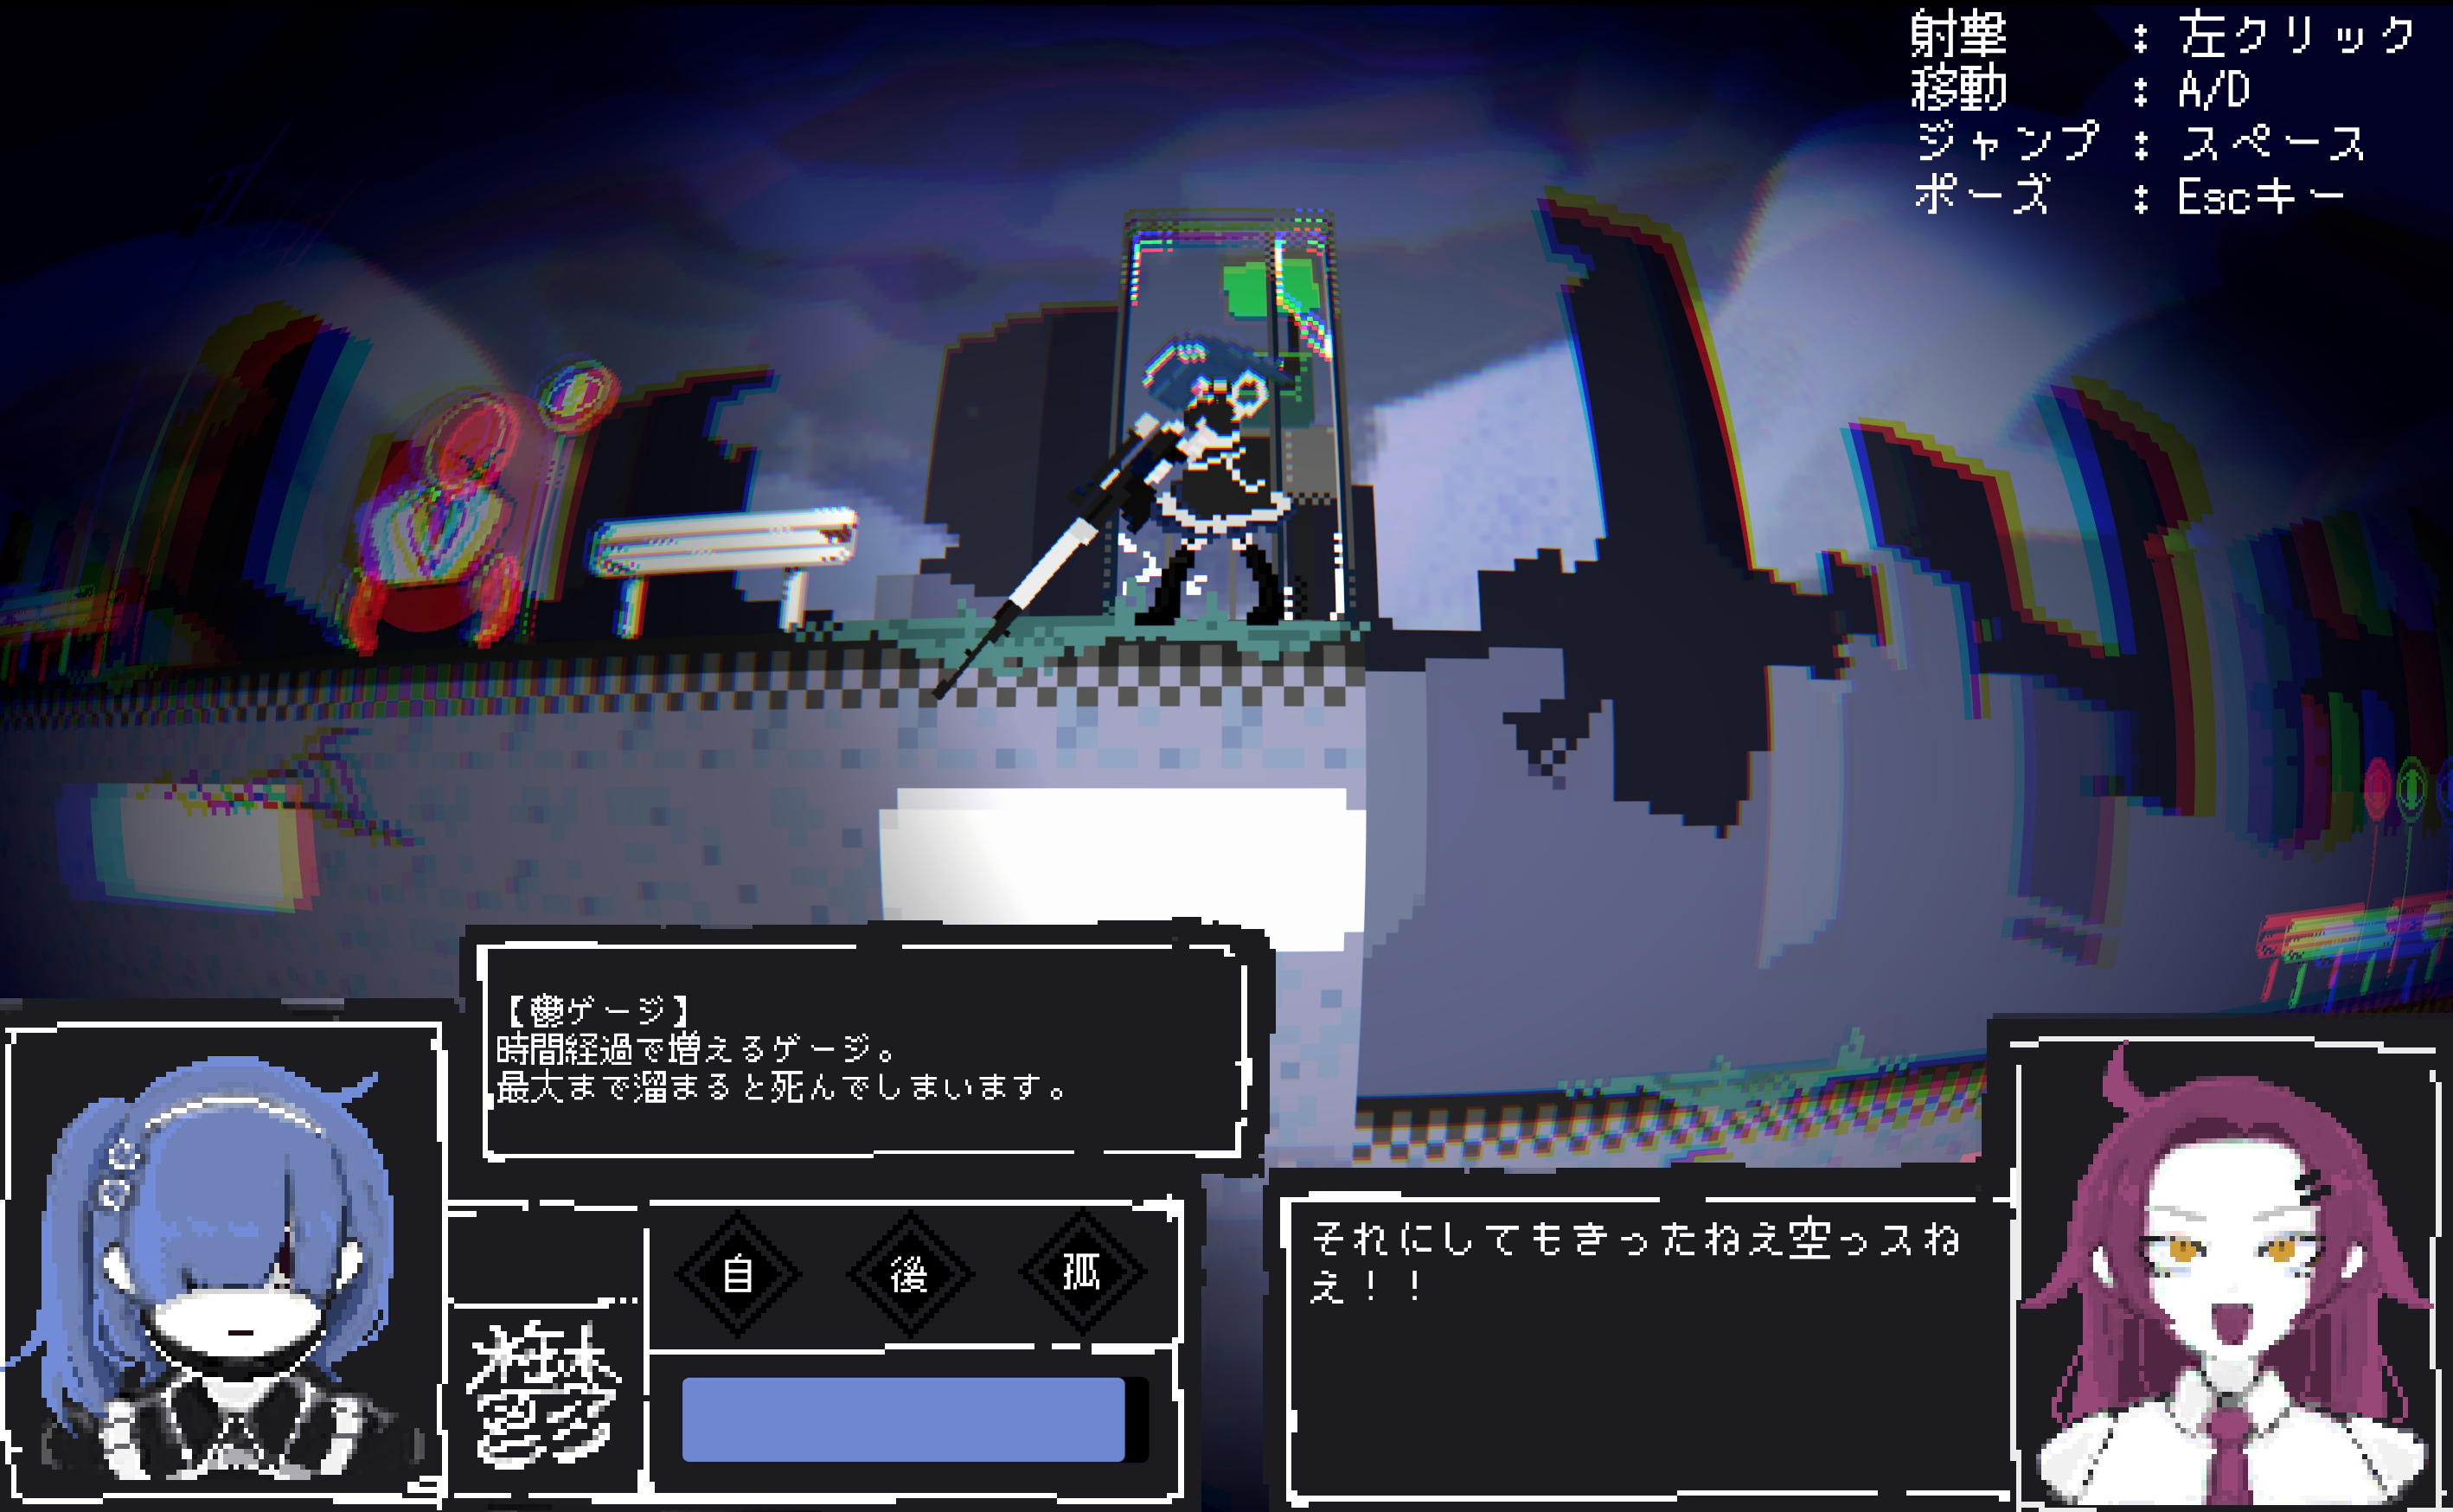 射撃 : 左クリック
移動 : A/D
ジャンプ : スペース
ポーズ : Escキー
【鬱ゲージ】
時間経過で増えるゲージ。
最大まで溜まると死んでしまいます。
自 後 孤
鬱
それにしてもきったねえ空っスね
え！！